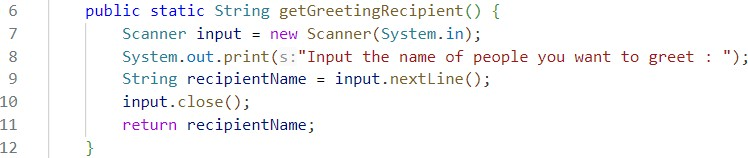 6 public static String getGreetingRecipient() {
7 Scanner input = new Scanner(System.in);
8 System.out.print(s:"Input the name of people you want to greet : ");
9 String recipientName = input.nextLine();
10 input.close();
11 return recipientName;
12 }